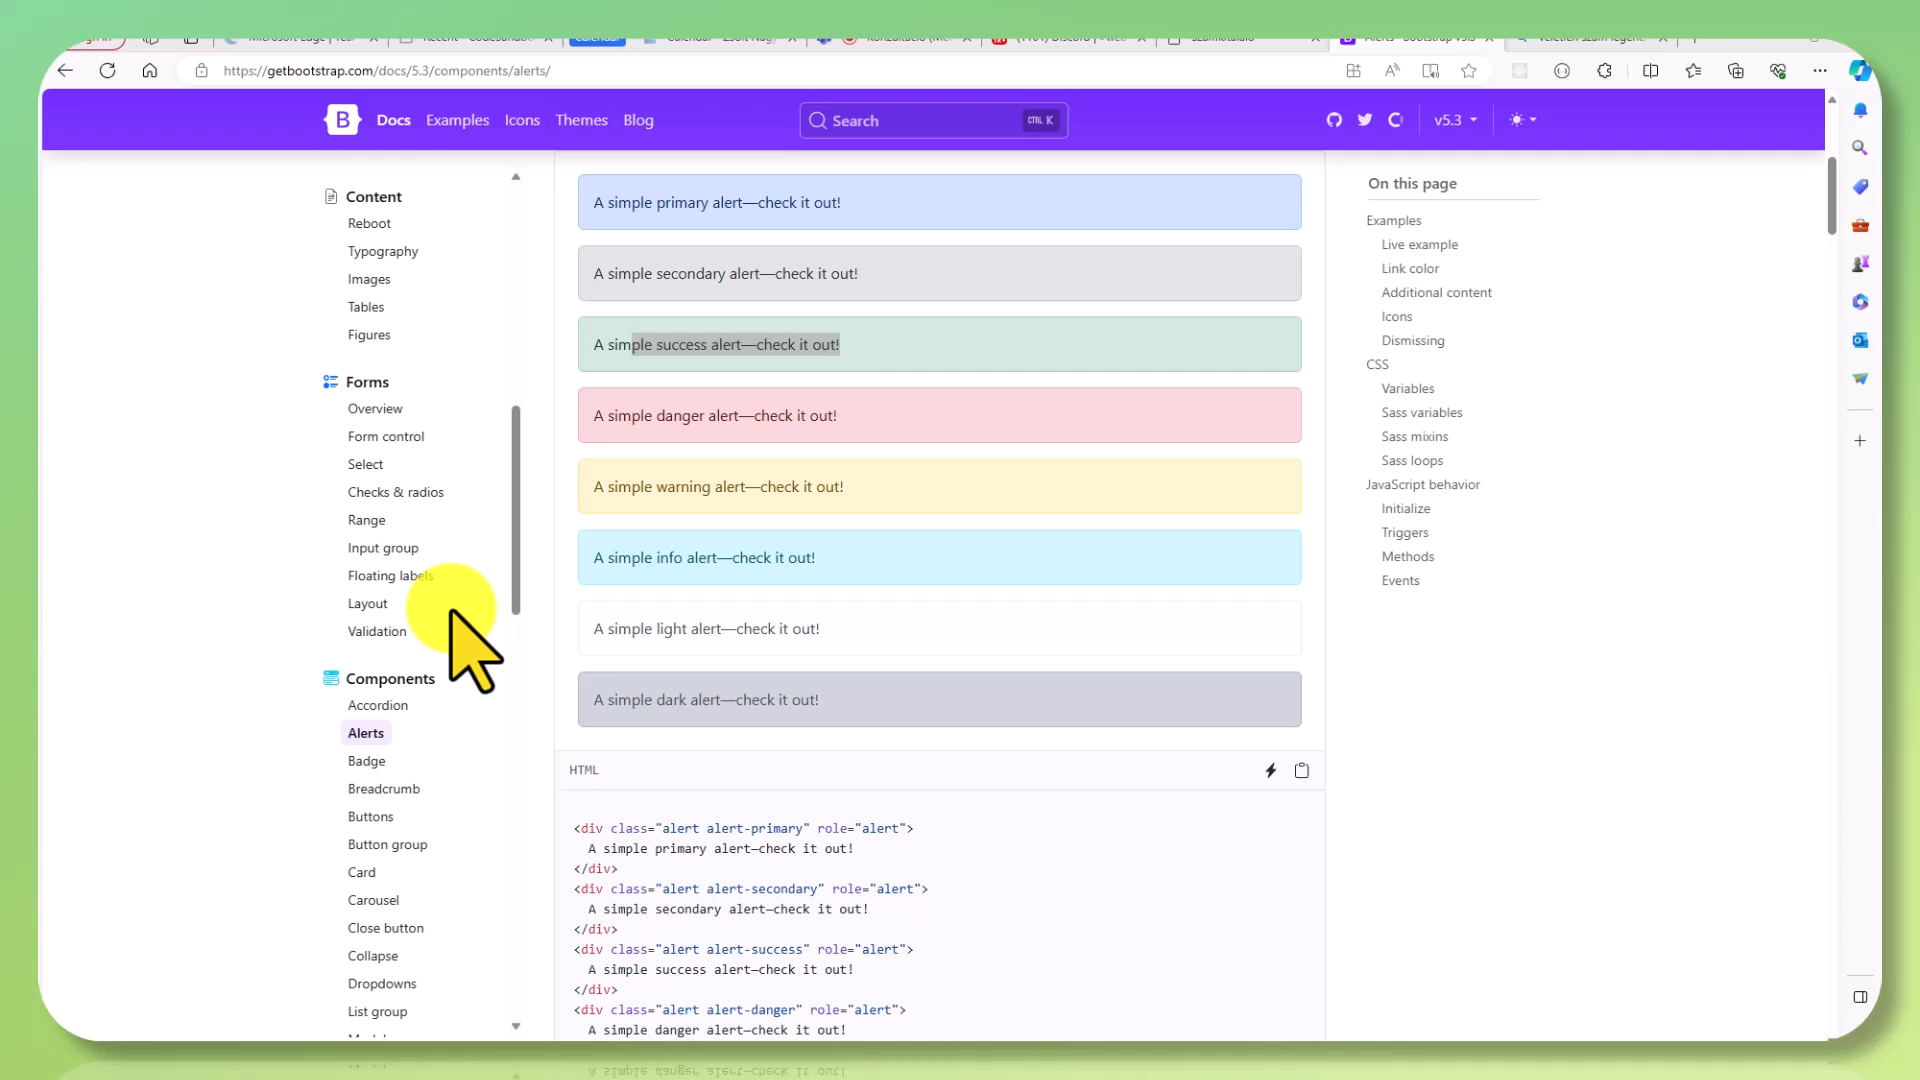 Calendar
https://getbootstrap.com/docs/5.3/components/alerts/
B Docs Examples Icons Themes Blog Search CTRL K v5.3
Content
Reboot
Typography
Images
Tables
Figures
Forms
Overview
Form control
Select
Checks & radios
Range
Input group
Floating labels
Layout
Validation
Components
Accordion
Alerts
Badge
Breadcrumb
Buttons
Button group
Card
Carousel
Close button
Collapse
Dropdowns
List group
A simple primary alert—check it out!
A simple secondary alert—check it out!
A simple success alert—check it out!
A simple danger alert—check it out!
A simple warning alert—check it out!
A simple info alert—check it out!
A simple light alert—check it out!
A simple dark alert—check it out!
HTML
<div class="alert alert-primary" role="alert">
A simple primary alert—check it out!
</div>
<div class="alert alert-secondary" role="alert">
A simple secondary alert—check it out!
</div>
<div class="alert alert-success" role="alert">
A simple success alert—check it out!
</div>
<div class="alert alert-danger" role="alert">
A simple danger alert—check it out!
On this page
Examples
Live example
Link color
Additional content
Icons
Dismissing
CSS
Variables
Sass variables
Sass mixins
Sass loops
JavaScript behavior
Initialize
Triggers
Methods
Events